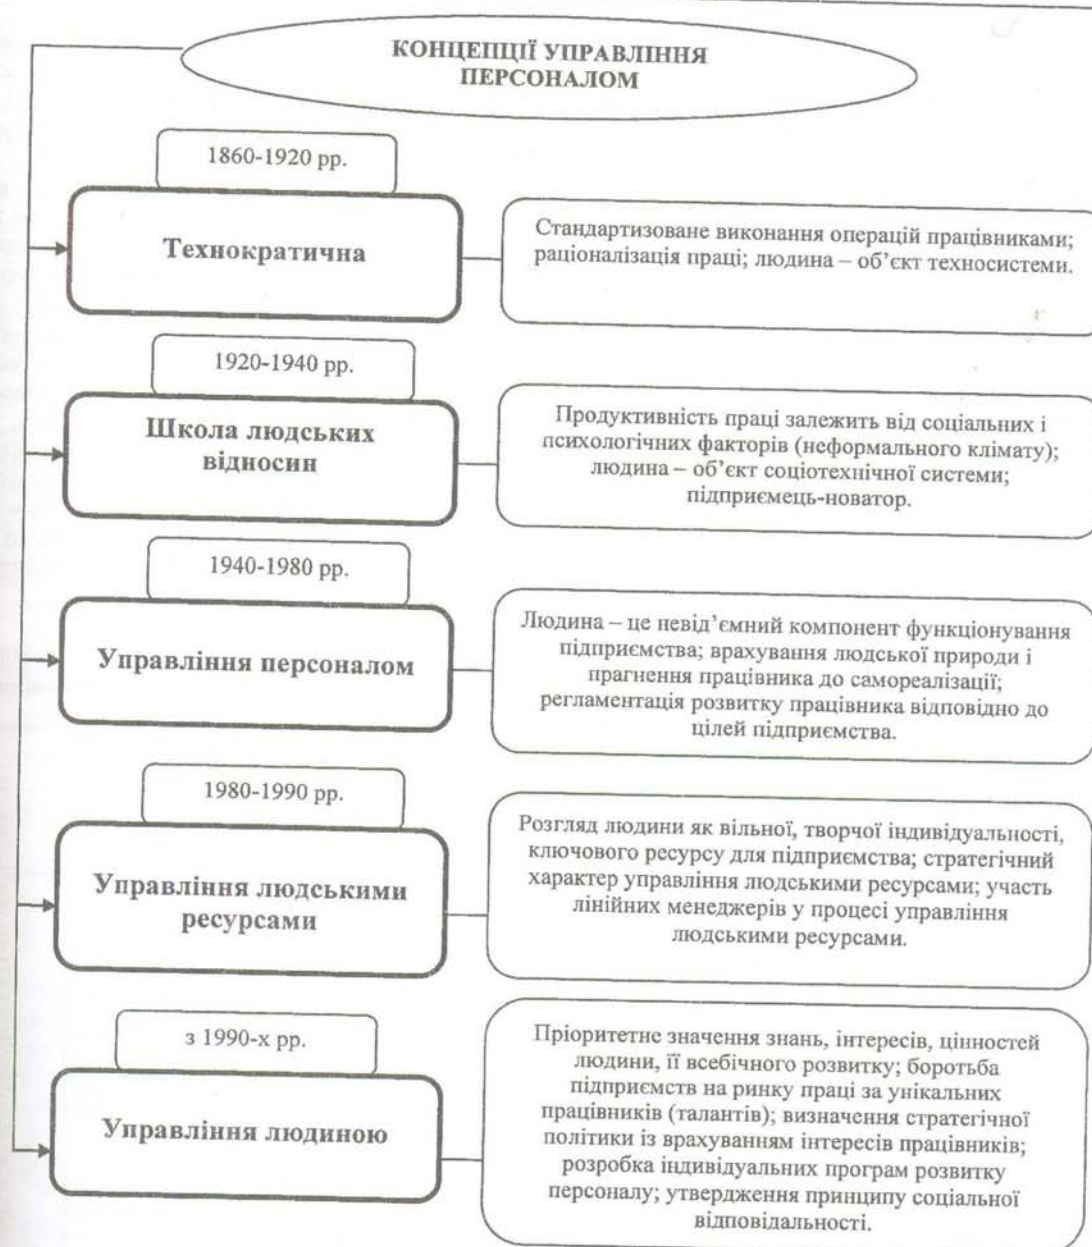 КОНЦЕПЦІЇ УПРАВЛІННЯ
ПЕРСОНАЛОМ
1860-1920 рр.
Технократична
Стандартизоване виконання операцій працівниками;
раціоналізація праці; людина – об’єкт техносистеми.
1920-1940 рр.
Школа людських
відносин
Продуктивність праці залежить від соціальних і
психологічних факторів (неформального клімату);
людина – об’єкт соціотехнічної системи;
підприємець-новатор.
1940-1980 рр.
Управління персоналом
Людина – це невід’ємний компонент функціонування
підприємства; врахування людської природи і
прагнення працівника до самореалізації;
регламентація розвитку працівника відповідно до
цілей підприємства.
1980-1990 рр.
Управління людськими
ресурсами
Розгляд людини як вільної, творчої індивідуальності,
ключового ресурсу для підприємства; стратегічний
характер управління людськими ресурсами; участь
лінійних менеджерів у процесі управління
людськими ресурсами.
з 1990-х рр.
Управління людиною
Пріоритетне значення знань, інтересів, цінностей
людини, її всебічного розвитку; боротьба
підприємств на ринку праці за унікальних
працівників (талантів); визначення стратегічної
політики із врахуванням інтересів працівників;
розробка індивідуальних програм розвитку
персоналу; утвердження принципу соціальної
відповідальності.